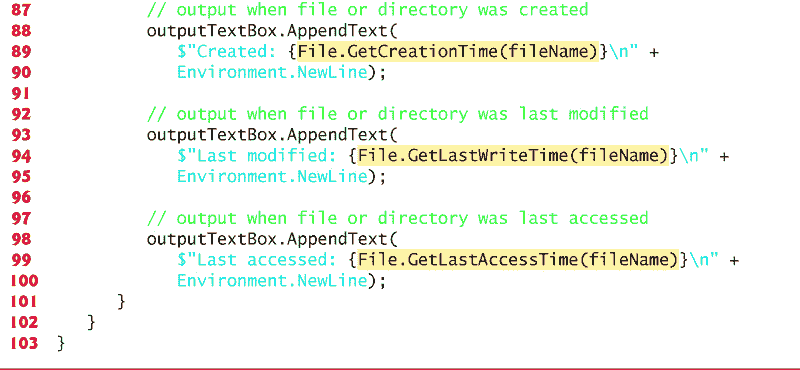 87 // output when file or directory was created
88 outputTextBox.AppendText(
89 $"Created: {File.GetCreationTime(fileName)}\n" +
90 Environment.NewLine);
91
92 // output when file or directory was last modified
93 outputTextBox.AppendText(
94 $"Last modified: {File.GetLastWriteTime(fileName)}\n" +
95 Environment.NewLine);
96
97 // output when file or directory was last accessed
98 outputTextBox.AppendText(
99 $"Last accessed: {File.GetLastAccessTime(fileName)}\n" +
100 Environment.NewLine);
101 }
102 }
103 }